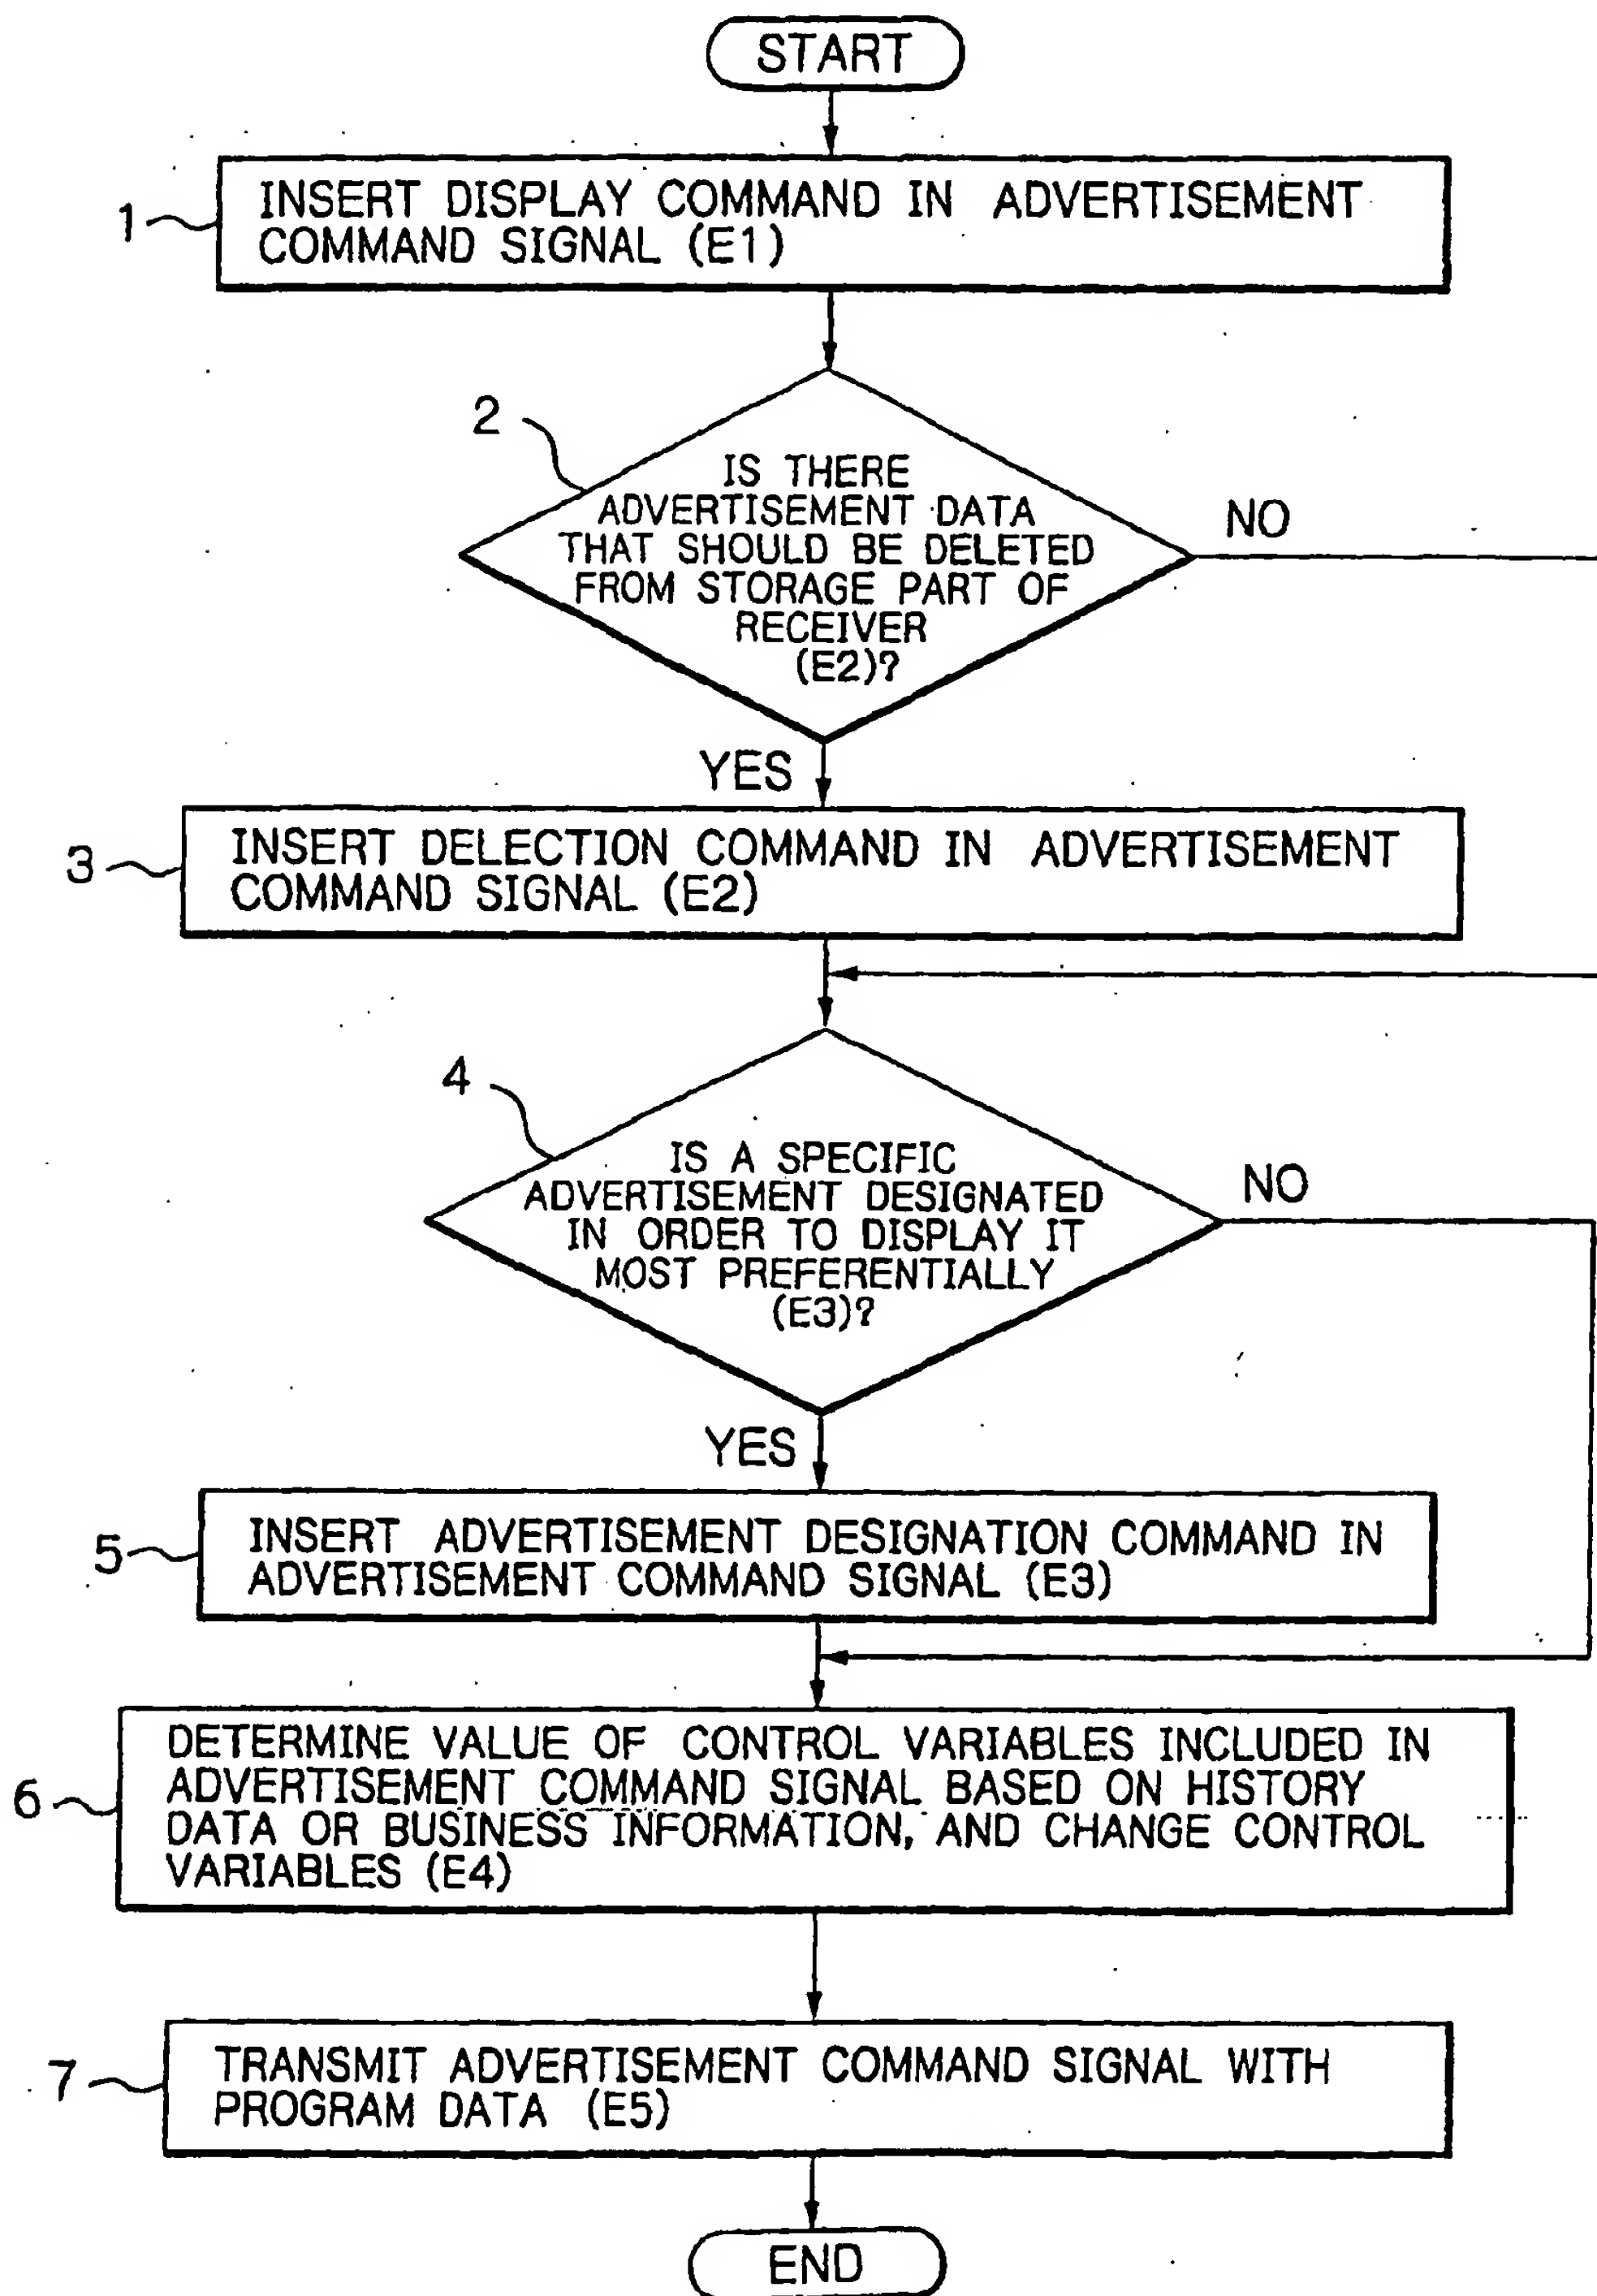 START
1
INSERT DISPLAY COMMAND IN ADVERTISEMENT
COMMAND SIGNAL (E1)
2
IS THERE
ADVERTISEMENT DATA
THAT SHOULD BE DELETED
FROM STORAGE PART OF
RECEIVER
(E2)?
NO
YES
3
INSERT DELECTION COMMAND IN ADVERTISEMENT
COMMAND SIGNAL (E2)
4
IS A SPECIFIC
ADVERTISEMENT DESIGNATED
IN ORDER TO DISPLAY IT
MOST PREFERENTIALLY
(E3)?
NO
YES
5
INSERT ADVERTISEMENT DESIGNATION COMMAND IN
ADVERTISEMENT COMMAND SIGNAL (E3)
6
DETERMINE VALUE OF CONTROL VARIABLES INCLUDED IN
ADVERTISEMENT COMMAND SIGNAL BASED ON HISTORY
DATA OR BUSINESS INFORMATION, AND CHANGE CONTROL
VARIABLES (E4)
7
TRANSMIT ADVERTISEMENT COMMAND SIGNAL WITH
PROGRAM DATA (E5)
END